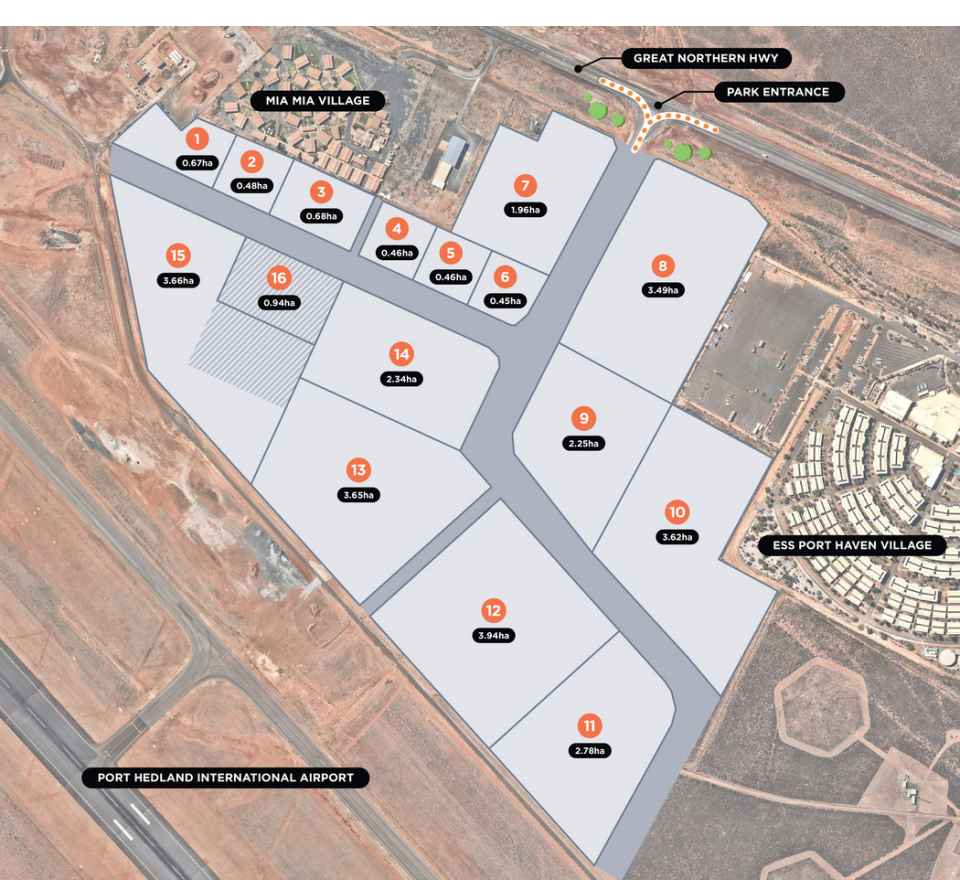 GREAT NORTHERN HWY
PARK ENTRANCE
MIA MIA VILLAGE
1
0.67ha
2
0.48ha
3
0.68ha
4
0.46ha
5
0.46ha
6
0.45ha
7
1.96ha
8
3.49ha
15
3.66ha
16
0.94ha
14
2.34ha
9
2.25ha
13
3.65ha
10
3.62ha
ESS PORT HAVEN VILLAGE
12
3.94ha
11
2.78ha
PORT HEDLAND INTERNATIONAL AIRPORT